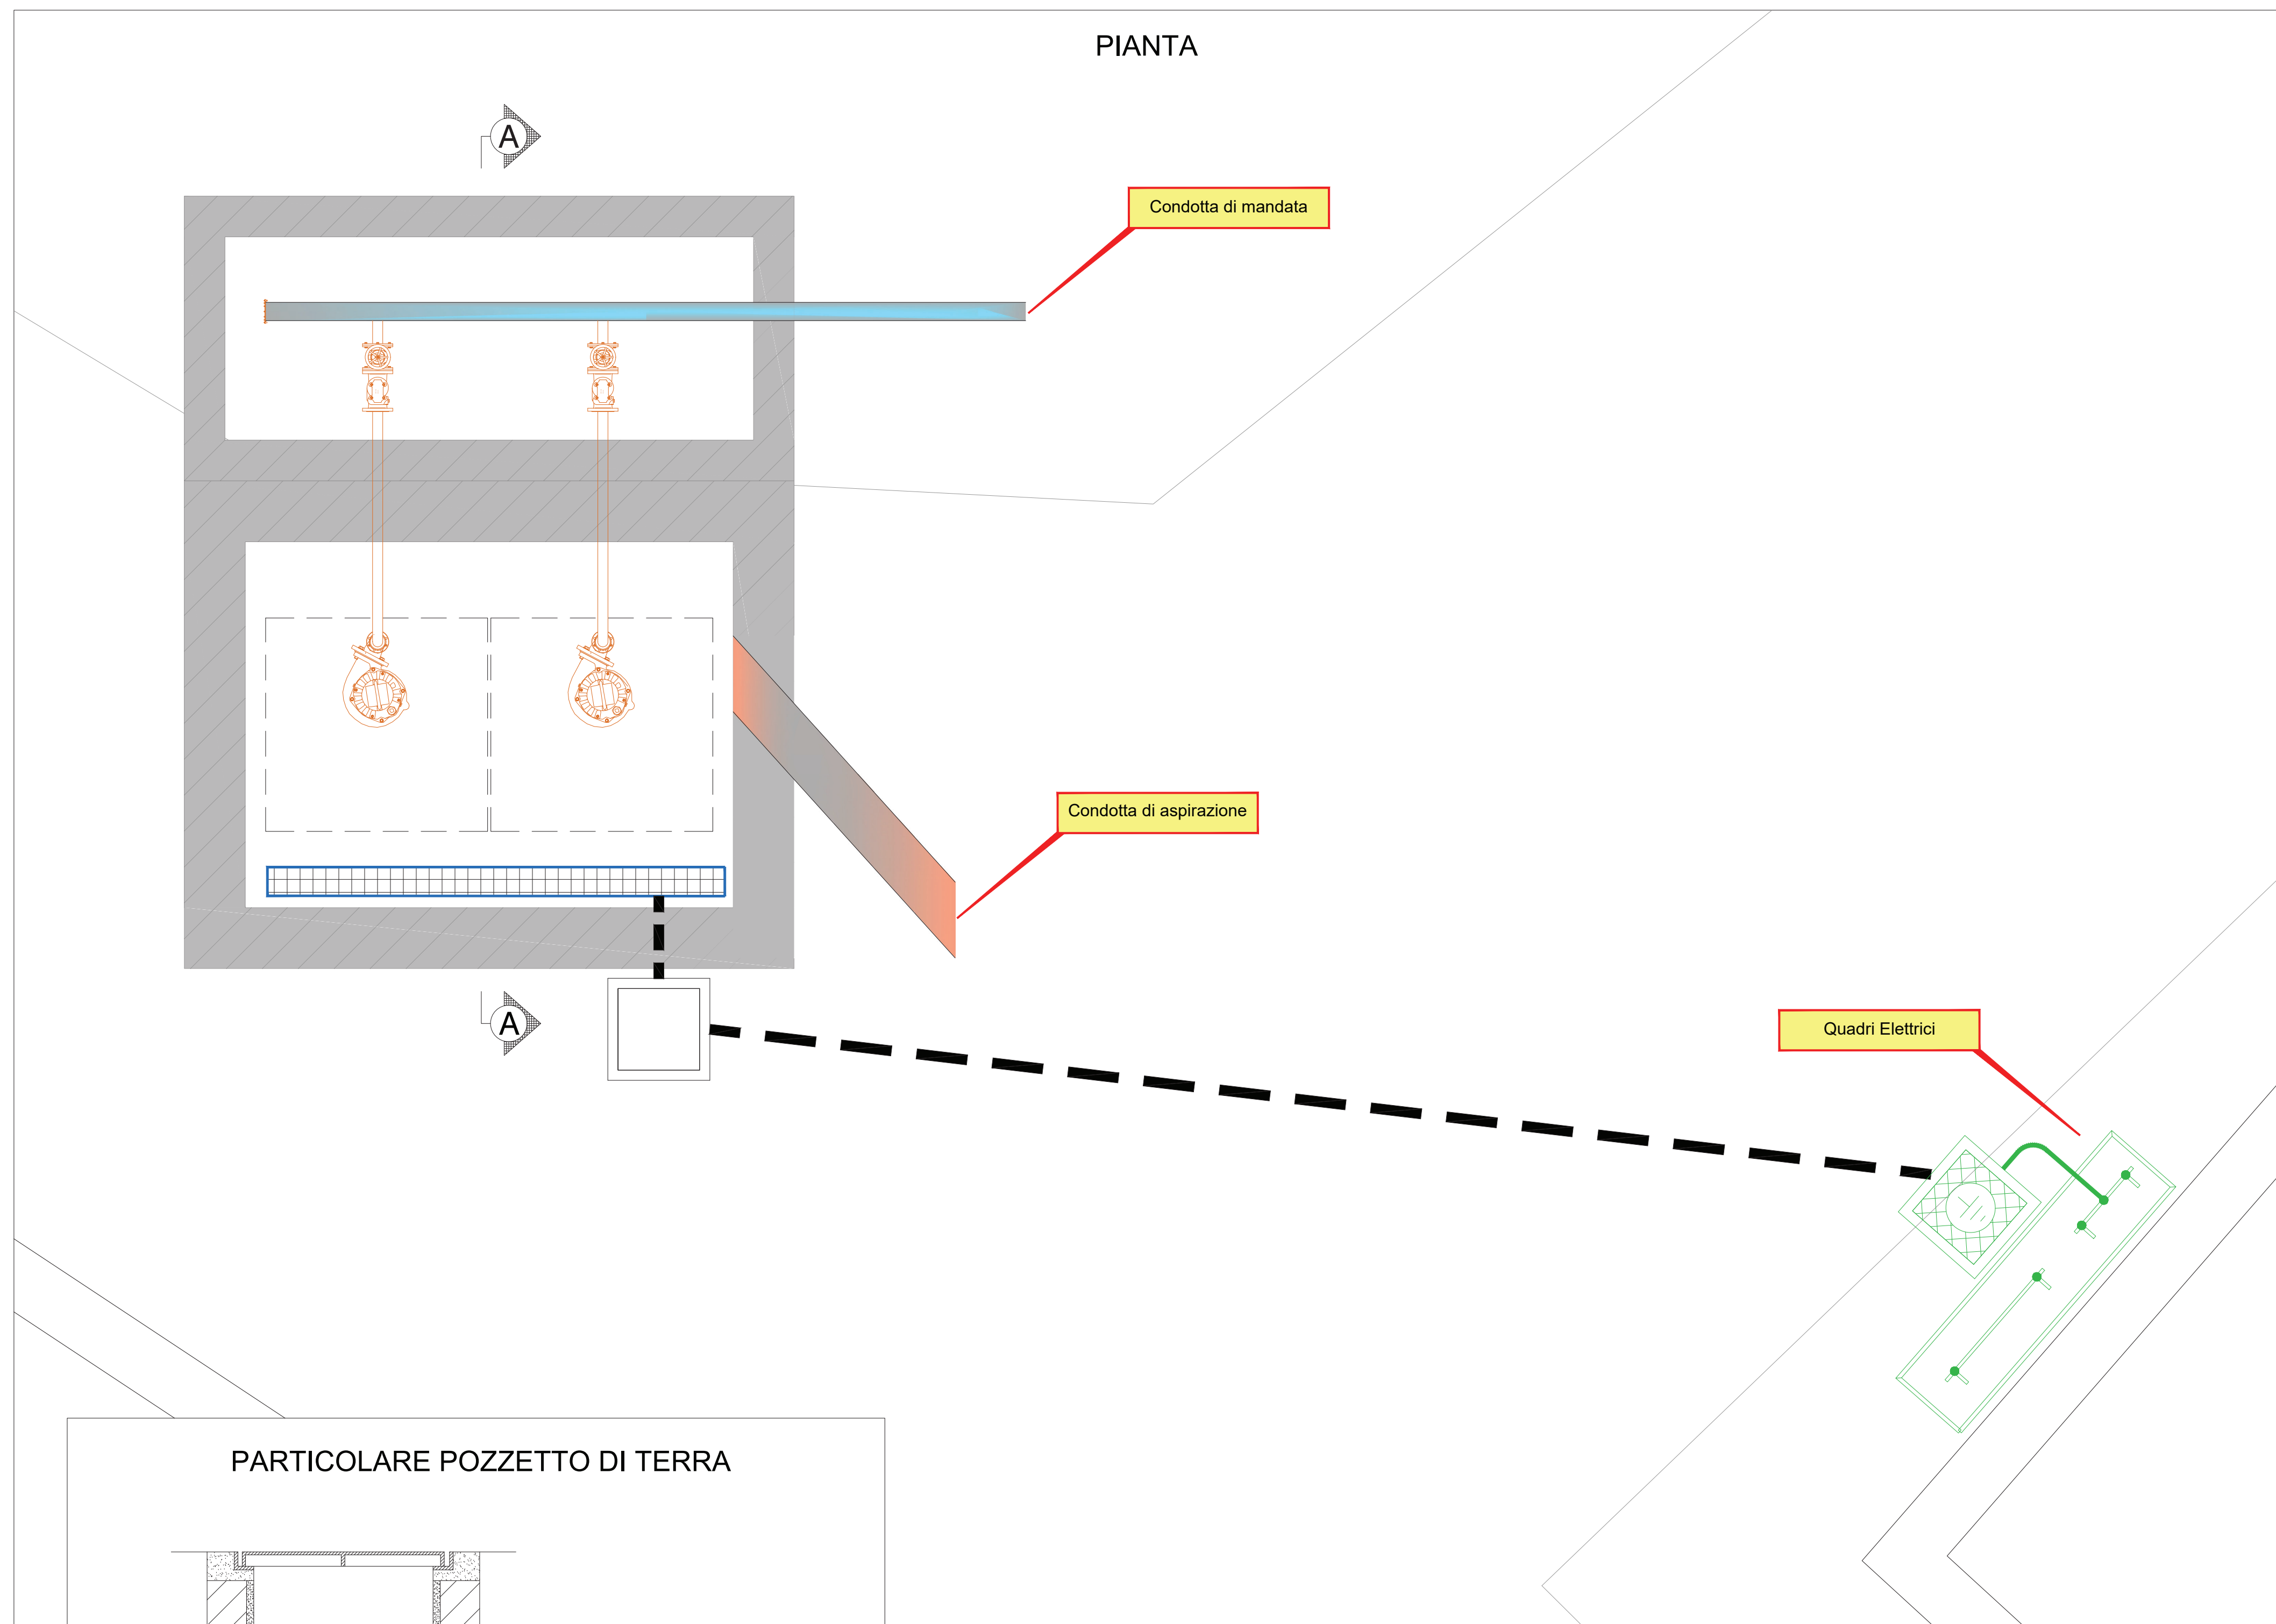 PIANTA
A
Condotta di mandata
Condotta di aspirazione
A
Quadri Elettrici
PARTICOLARE POZZETTO DI TERRA